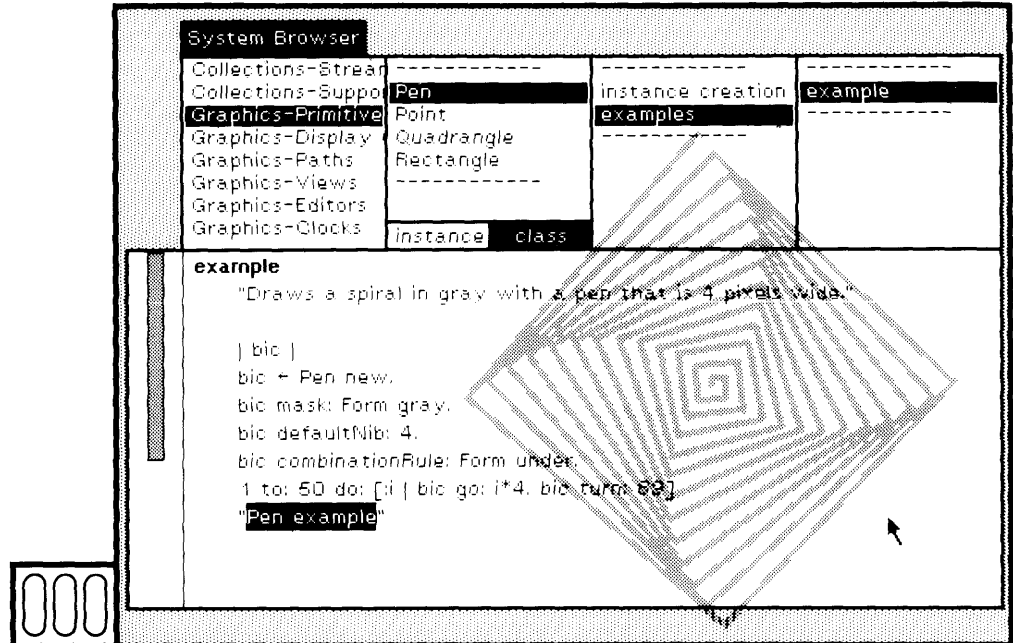 System Browser
Collections-Strear
Collections-Suppo
Graphics-Primitive
Graphics-Display
Graphics-Paths
Graphics-Views
Graphics-Editors
Graphics-Clocks
------------
Pen
Point
Quadrangle
Rectangle
------------
instance class
------------
instance creation
examples
------------
------------
example
------------
example
"Draws a spiral in gray with a pen that is 4 pixels wide."
| bic |
bic ← Pen new.
bic mask: Form gray.
bic defaultNib: 4.
bic combinationRule: Form under.
1 to: 50 do: [:i | bic go: i*4. bic turn: 89]
"Pen example"